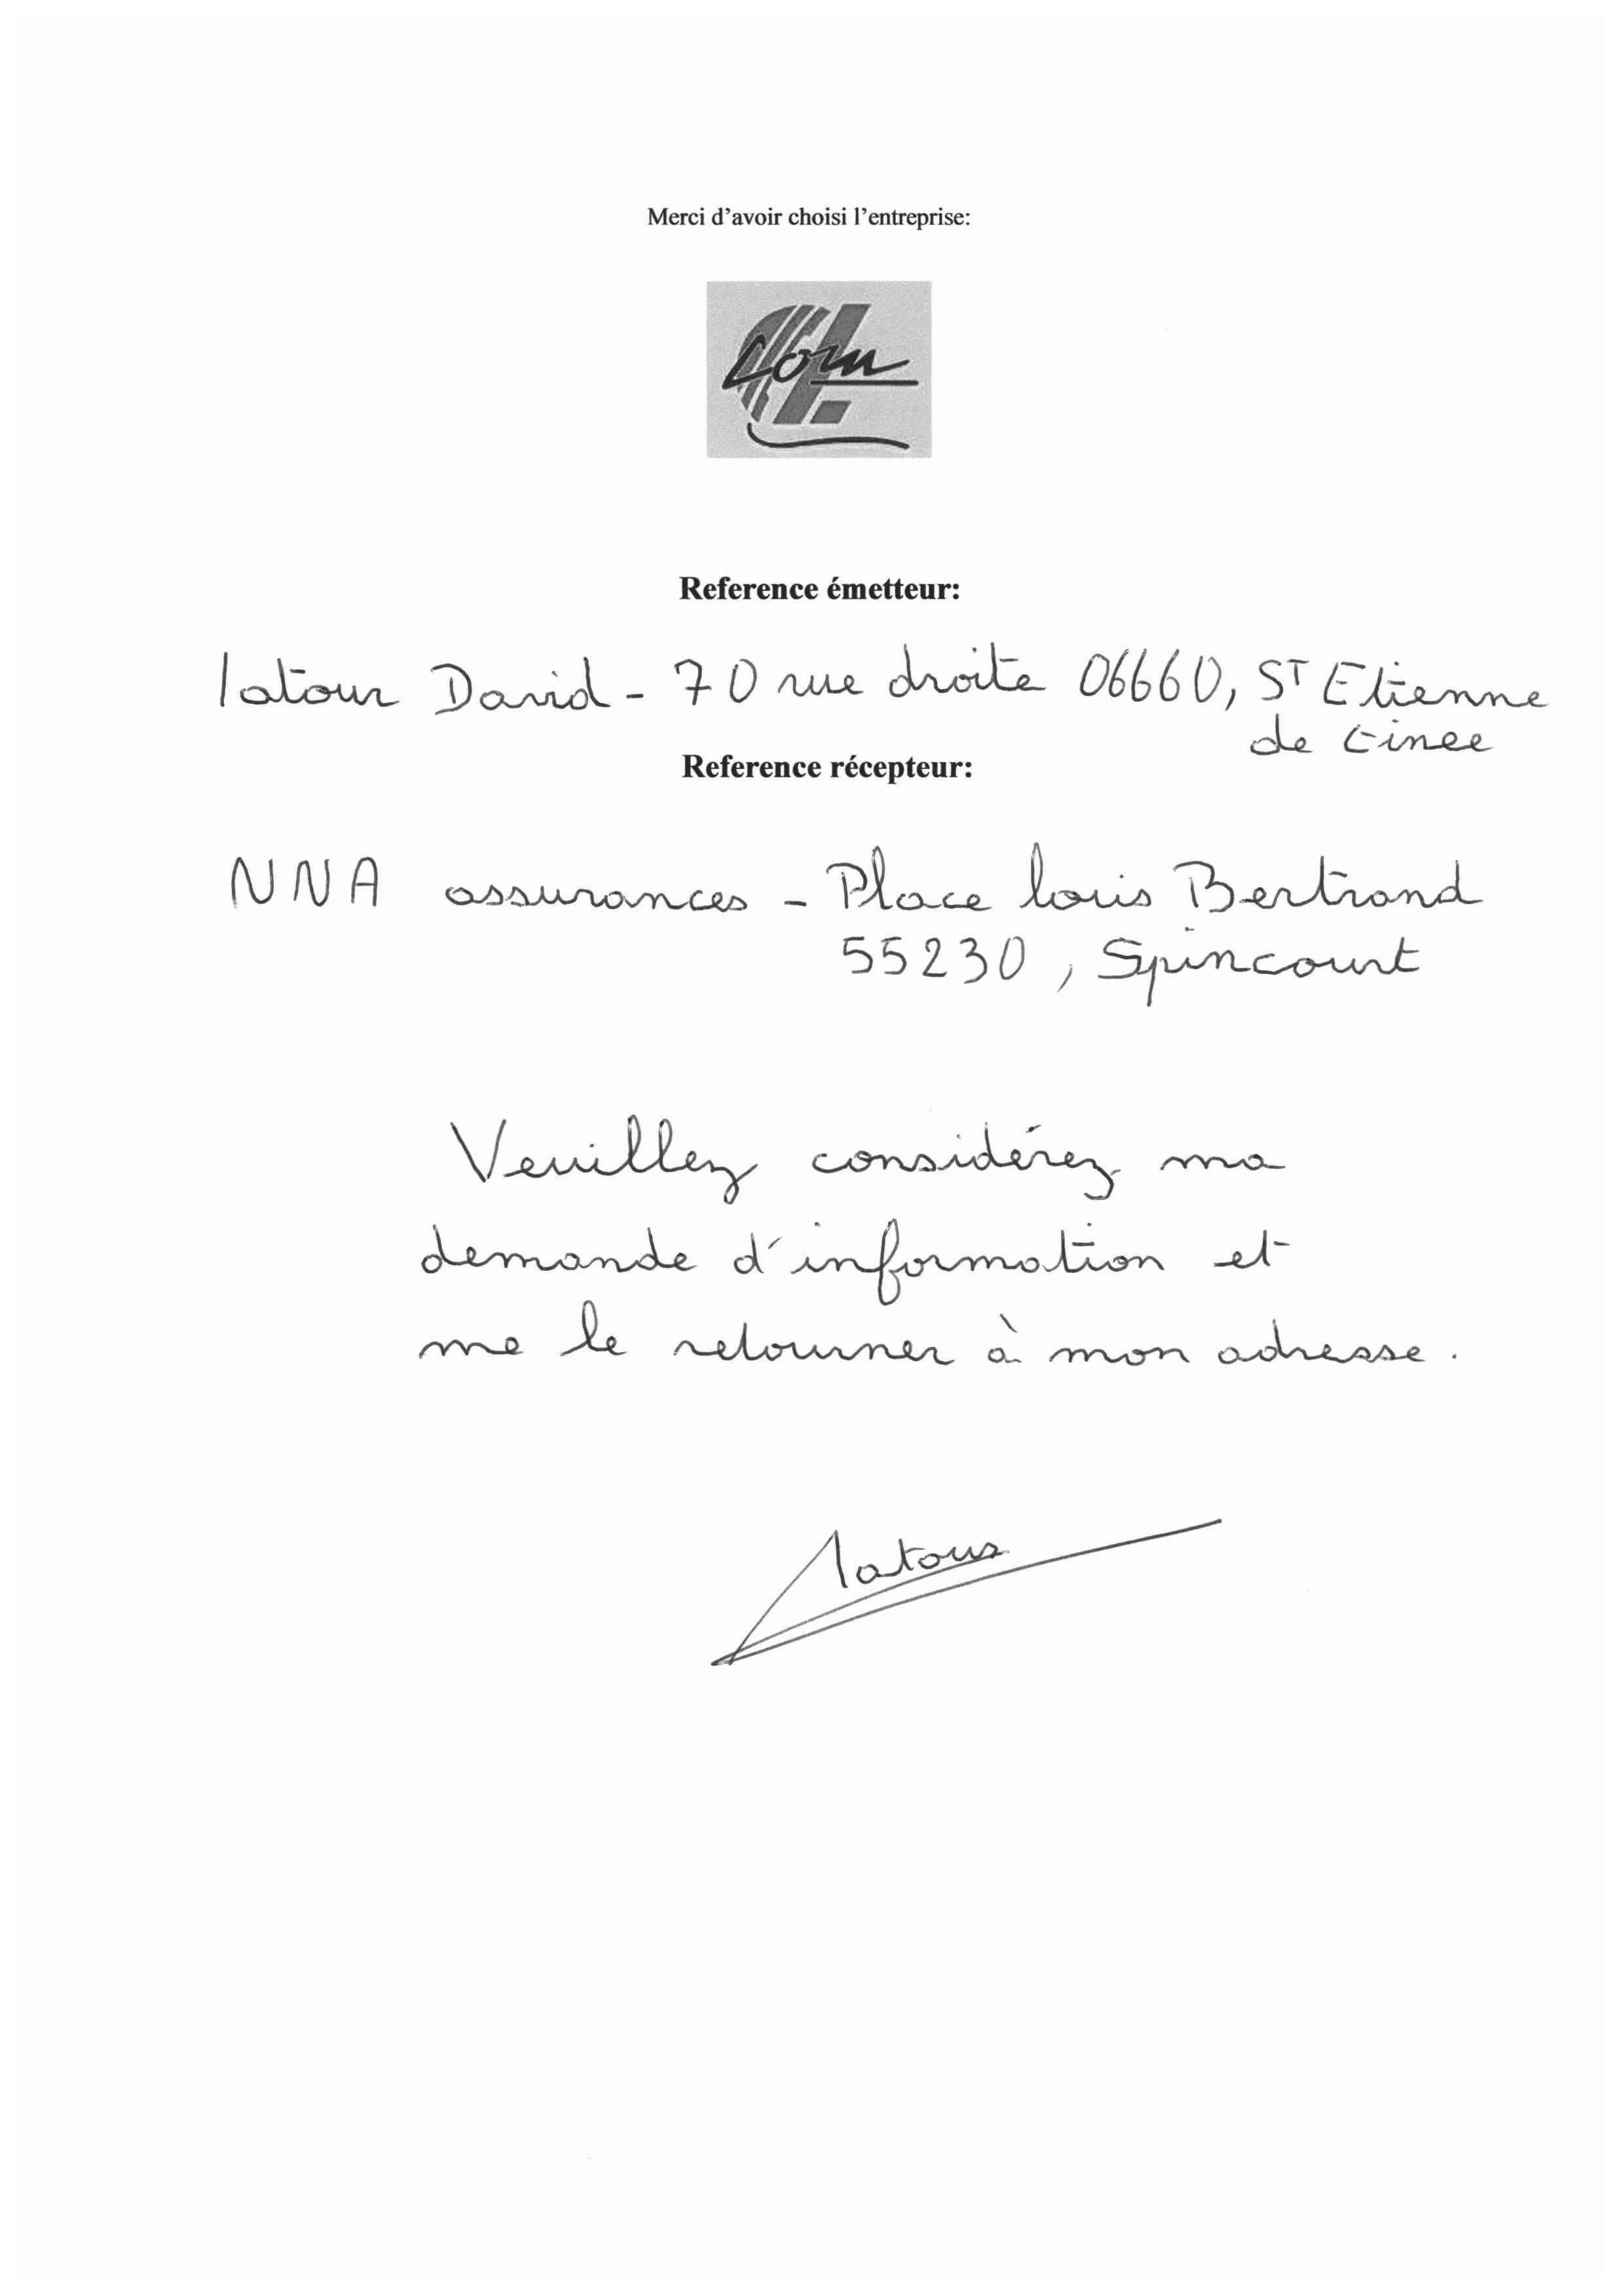 Merci d'avoir choisi l'entreprise:
Com
Reference émetteur:
latour David - 70 rue droite 06660, ST Etienne
de tinee
Reference récepteur:
NNA assurances - Place louis Bertrand
55230, Spincourt
Veuillez considérez ma
demande d'information et
me le retourner à mon adresse.
latour